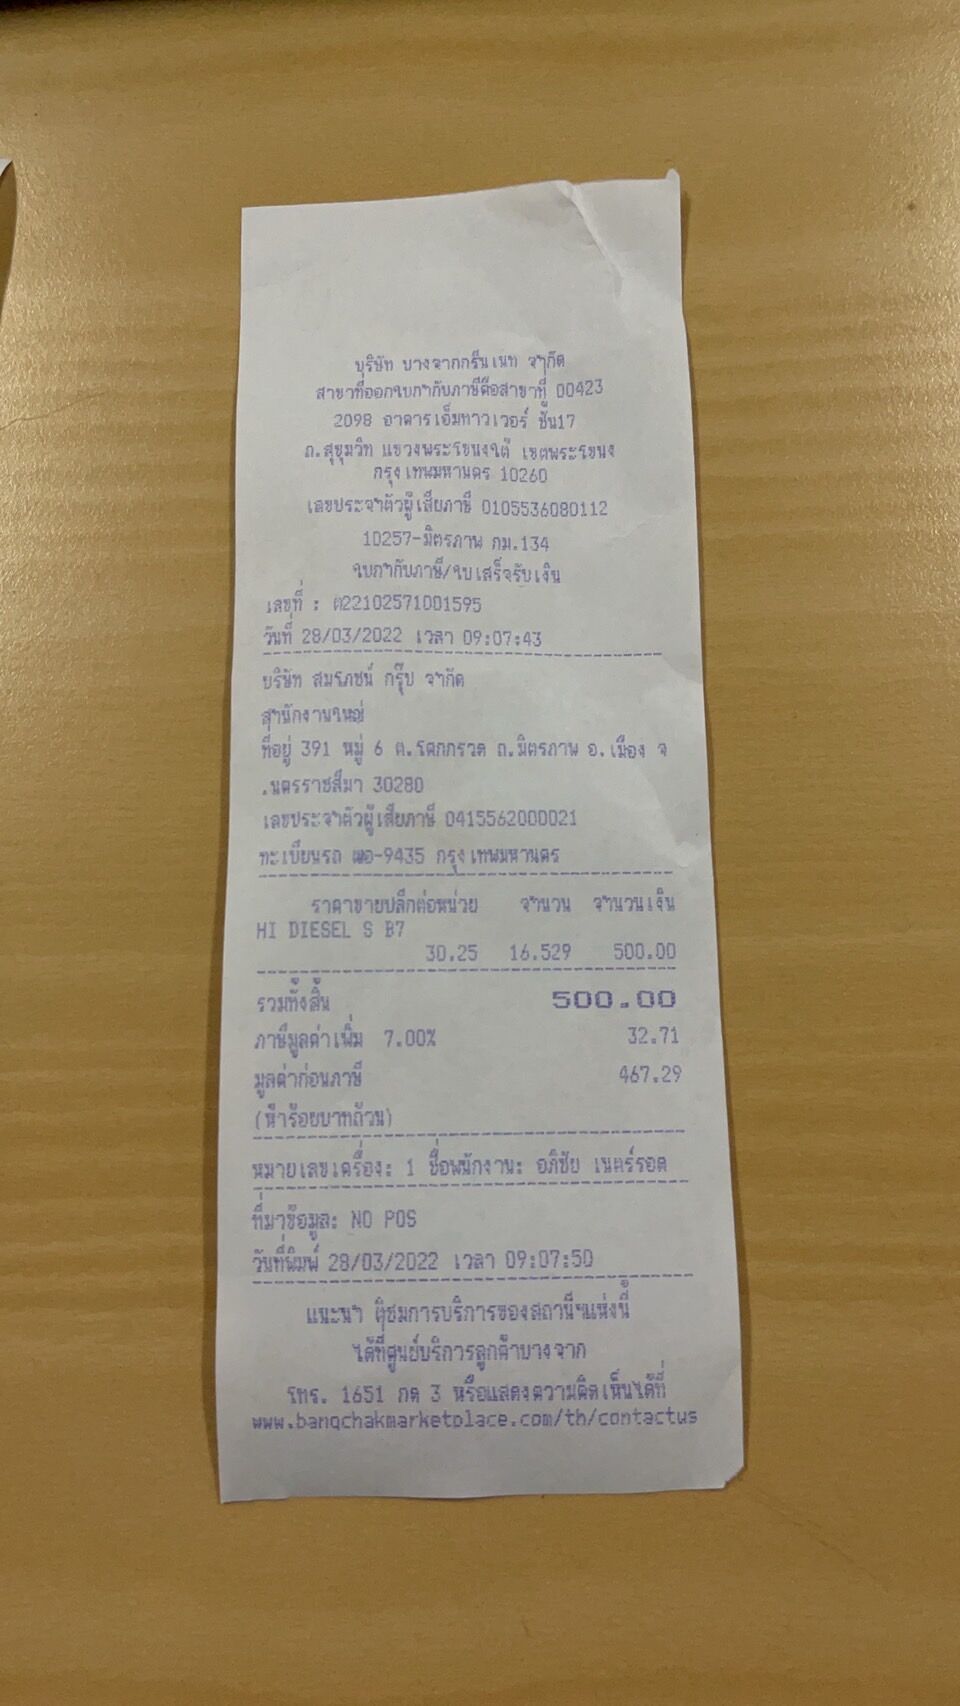 บริษัท บางจากกรีนเนท จำกัด
สาขาที่ออกใบกำกับภาษีคือสาขาที่ 00423
2098 อาคารเอ็มทาวเวอร์ ชั้น17
ถ.สุขุมวิท แขวงพระโขนงใต้ เขตพระโขนง
กรุงเทพมหานคร 10260
เลขประจำตัวผู้เสียภาษี 0105536080112
10257-มิตรภาพ กม.134
ใบกำกับภาษี/ใบเสร็จรับเงิน
เลขที่ : ต22102571001595
วันที่ 28/03/2022 เวลา 09:07:43
บริษัท สมโภชน์ กรุ๊ป จำกัด
สำนักงานใหญ่
ที่อยู่ 391 หมู่ 6 ต.โคกกรวด ถ.มิตรภาพ อ.เมือง จ
.นครราชสีมา 30280
เลขประจำตัวผู้เสียภาษี 0415562000021
ทะเบียนรถ -9435 กรุงเทพมหานคร
ราคาขายปลีกต่อหน่วย จำนวน จำนวนเงิน
HI DIESEL S B7
30.25 16.529 500.00
รวมทั้งสิ้น 500.00
ภาษีมูลค่าเพิ่ม 7.00% 32.71
มูลค่าก่อนภาษี 467.29
(ห้าร้อยบาทถ้วน)
หมายเลขเครื่อง: 1 ชื่อพนักงาน: อภิชัย เนตร์รอด
ที่มาข้อมูล: NO POS
วันที่พิมพ์ 28/03/2022 เวลา 09:07:50
แนะนำ ติชมการบริการของสถานีฯแห่งนี้
ได้ที่ศูนย์บริการลูกค้าบางจาก
โทร. 1651 กด 3 หรือแสดงความคิดเห็นได้ที่
www.bangchakmarketplace.com/th/contactus